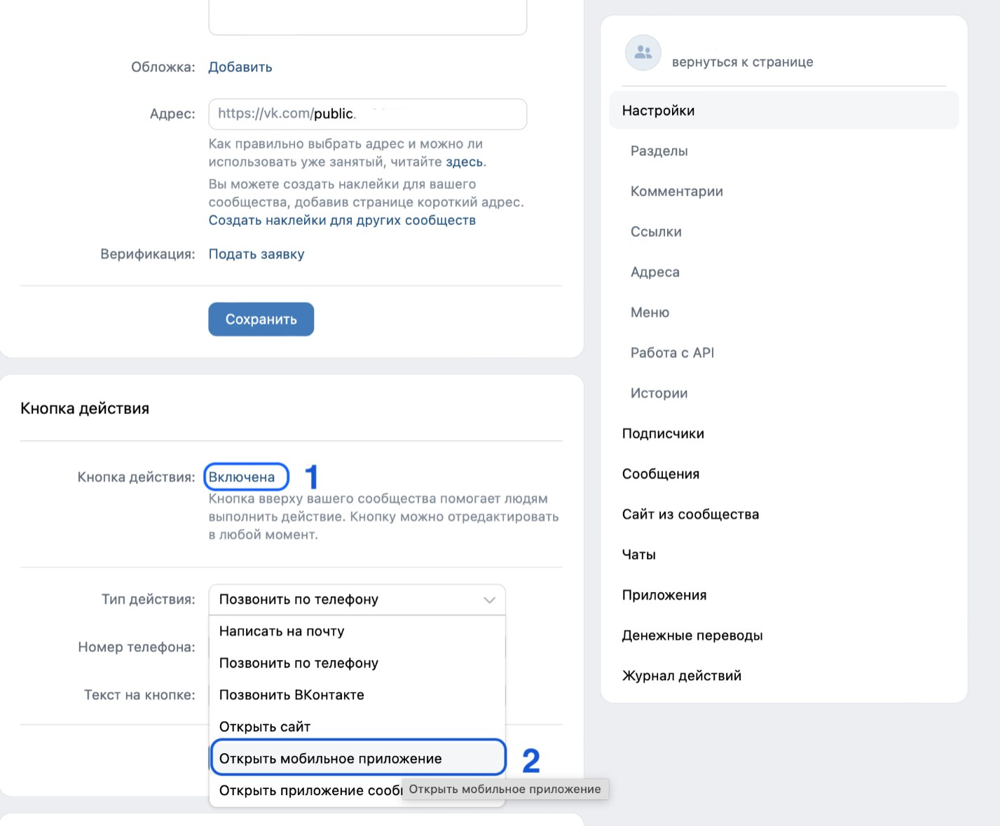 Обложка: Добавить
Адрес: https://vk.com/public
Как правильно выбрать адрес и можно ли
использовать уже занятый, читайте здесь.
Вы можете создать наклейки для вашего
сообщества, добавив странице короткий адрес.
Создать наклейки для других сообществ
Верификация: Подать заявку
Сохранить
Кнопка действия
Кнопка действия: Включена 1
Кнопка вверху вашего сообщества помогает людям
выполнить действие. Кнопку можно отредактировать
в любой момент.
Тип действия: Позвонить по телефону
Написать на почту
Номер телефона:
Позвонить по телефону
Текст на кнопке: Позвонить ВКонтакте
Открыть сайт
Открыть мобильное приложение 2
Открыть приложение
Открыть мобильное приложение
вернуться к странице
Настройки
Разделы
Комментарии
Ссылки
Адреса
Меню
Работа с API
Истории
Подписчики
Сообщения
Сайт из сообщества
Чаты
Приложения
Денежные переводы
Журнал действий